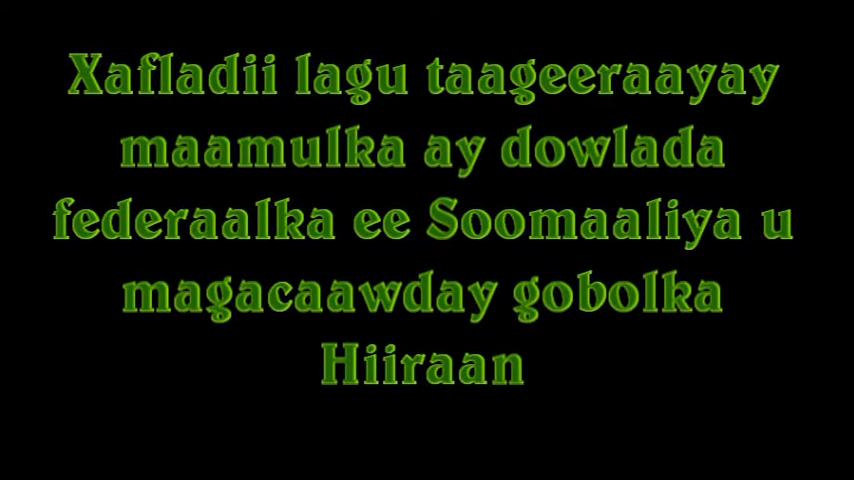 Xafladii lagu taageeraayay
maamulka ay dowlada
federaalka ee Soomaaliya u
magacaawday gobolka
Hiiraan